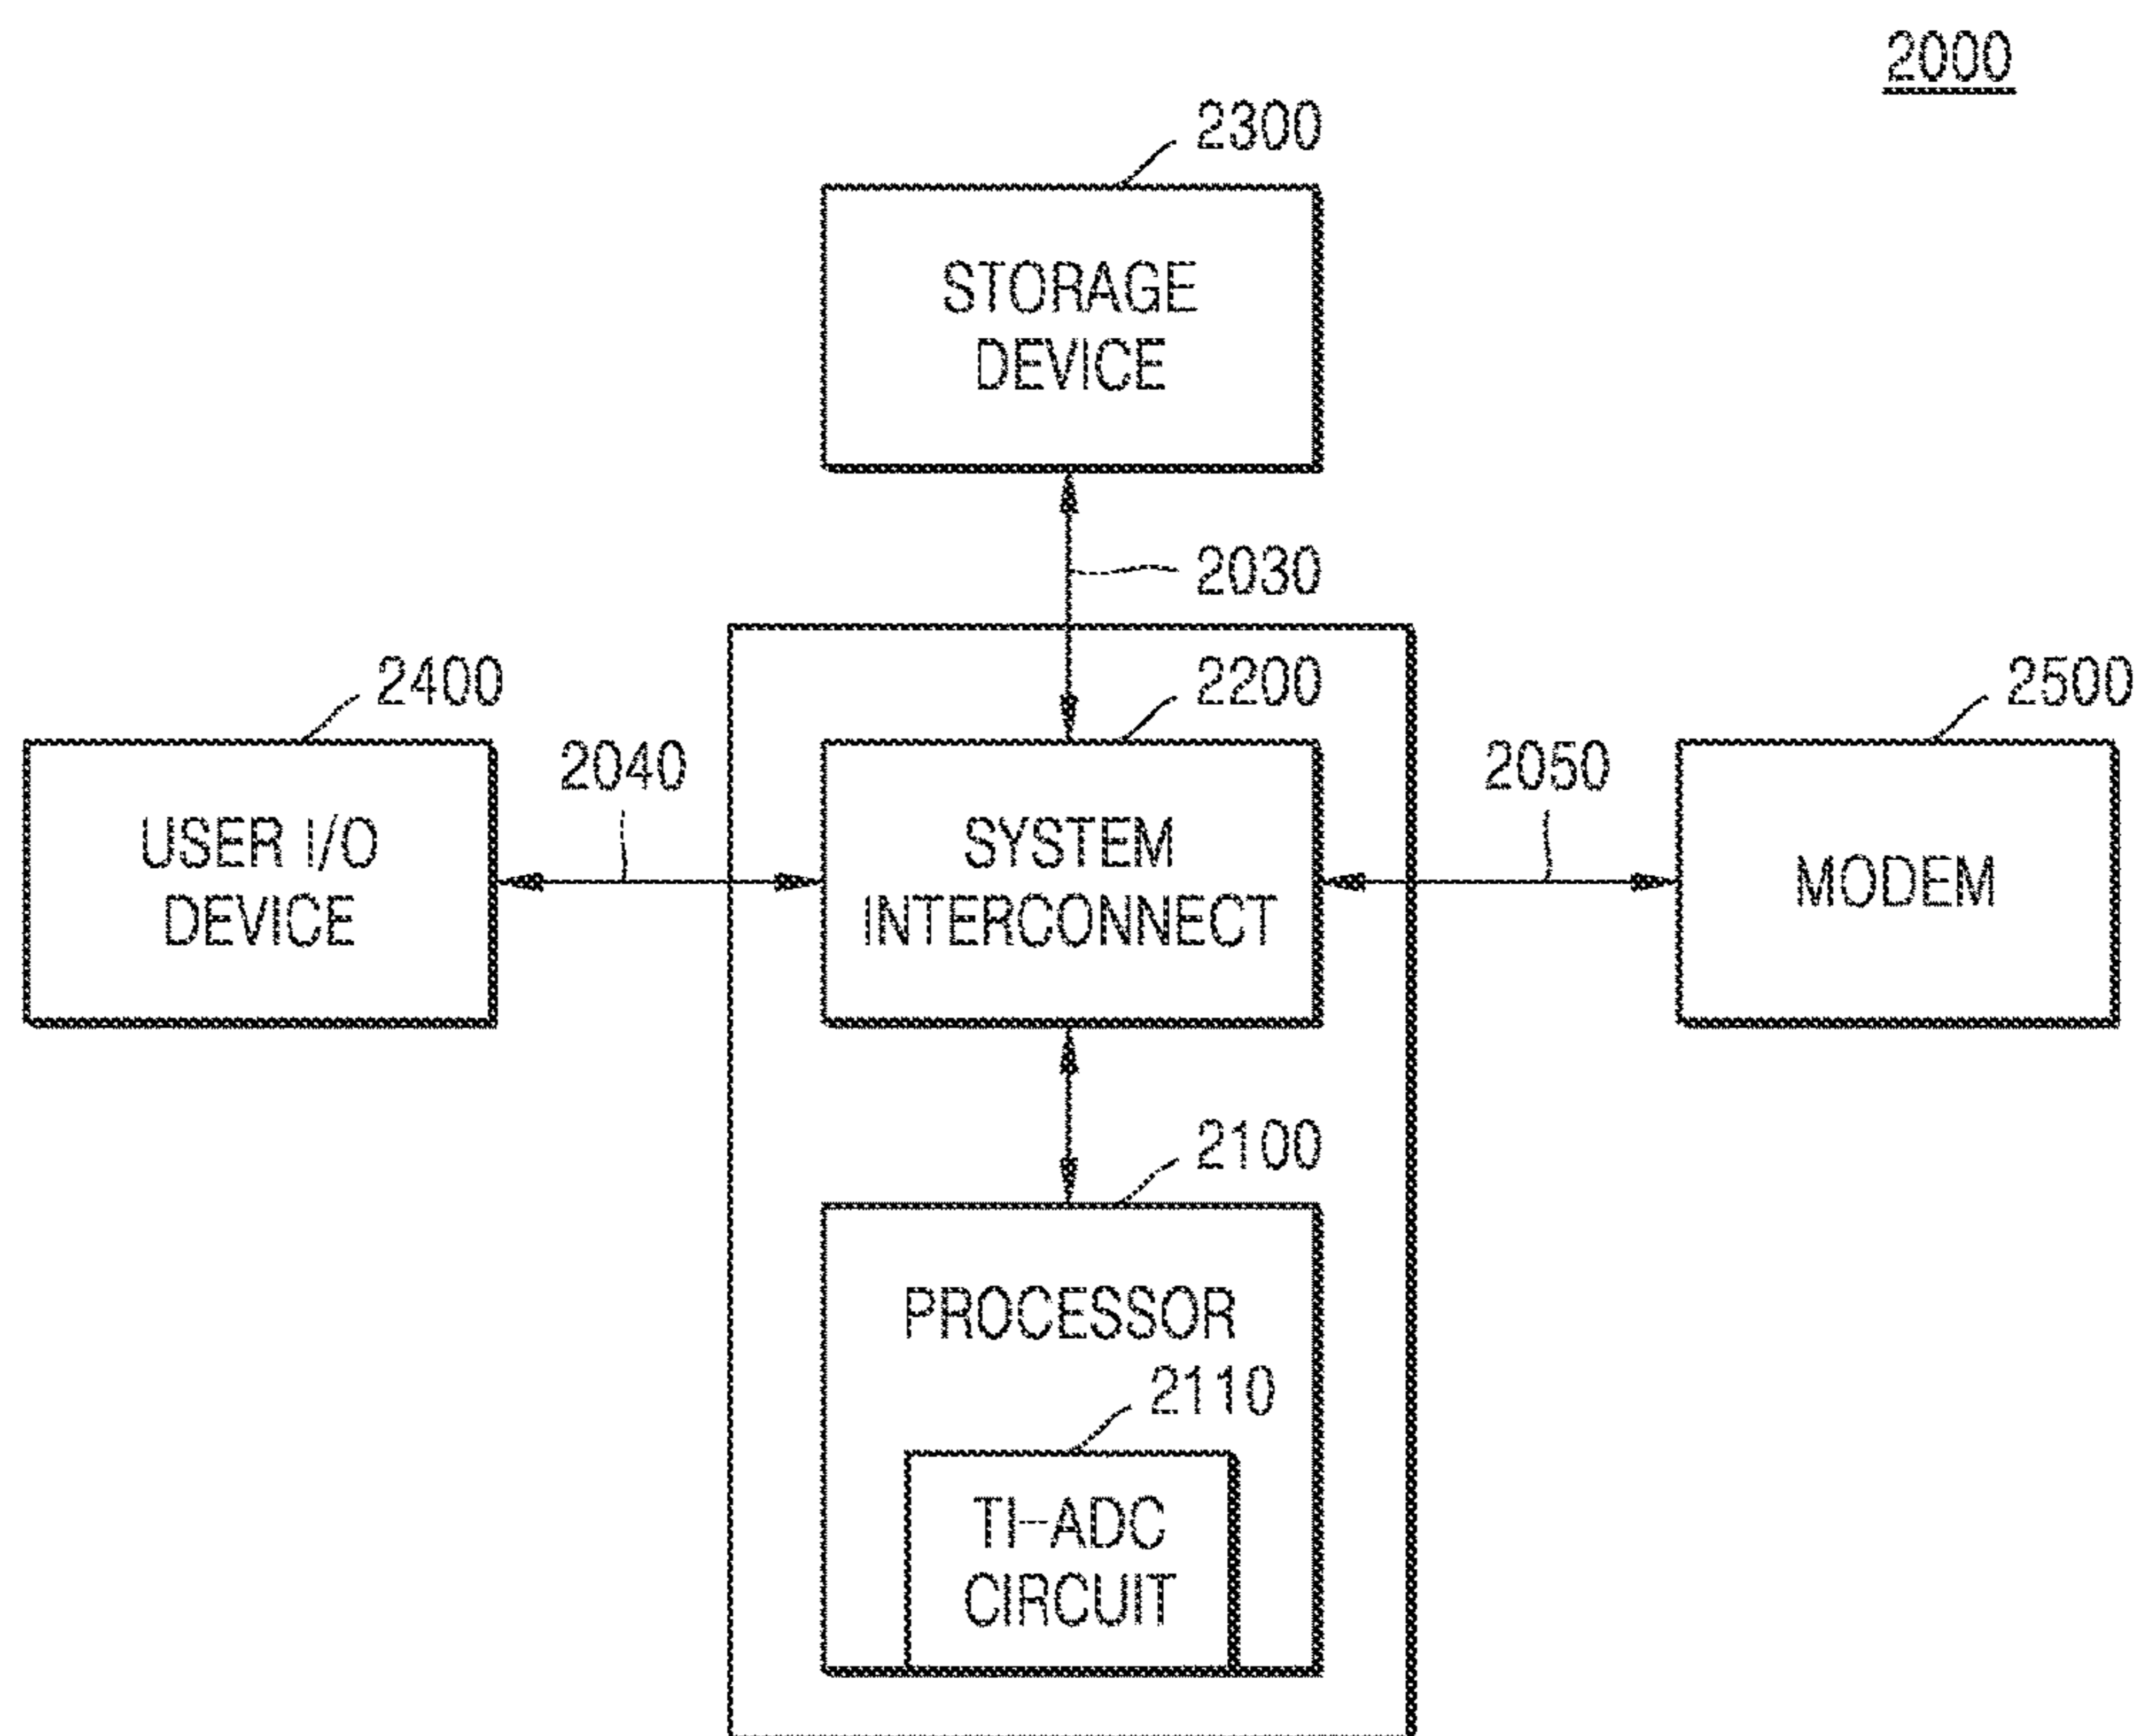 2000
2300
STORAGE
DEVICE
2030
2400
2200
2500
2040
2050
USER I/O
DEVICE
SYSTEM
INTERCONNECT
MODEM
2100
PROCESSOR
2110
TI-ADC
CIRCUIT